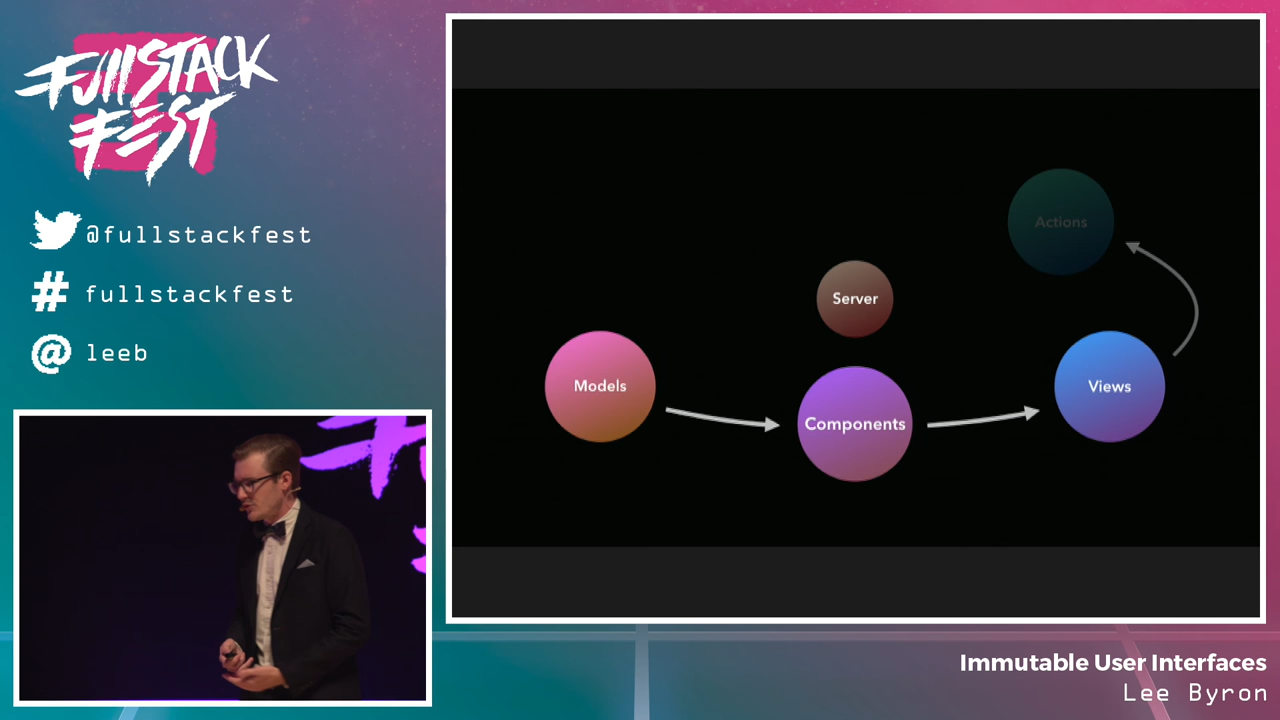 FullStack
Fest
@fullstackfest
# fullstackfest
@ leeb
Actions
Server
Models
Components
Views
Immutable User Interfaces
Lee Byron